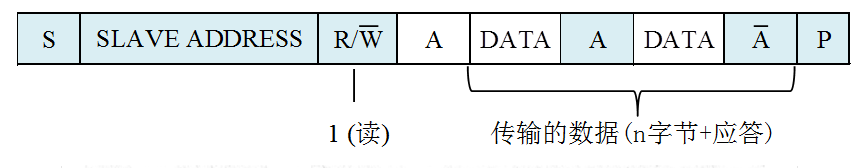 S SLAVE ADDRESS R/W̅ A DATA A DATA A̅ P
1 (读) 传输的数据(n字节+应答)